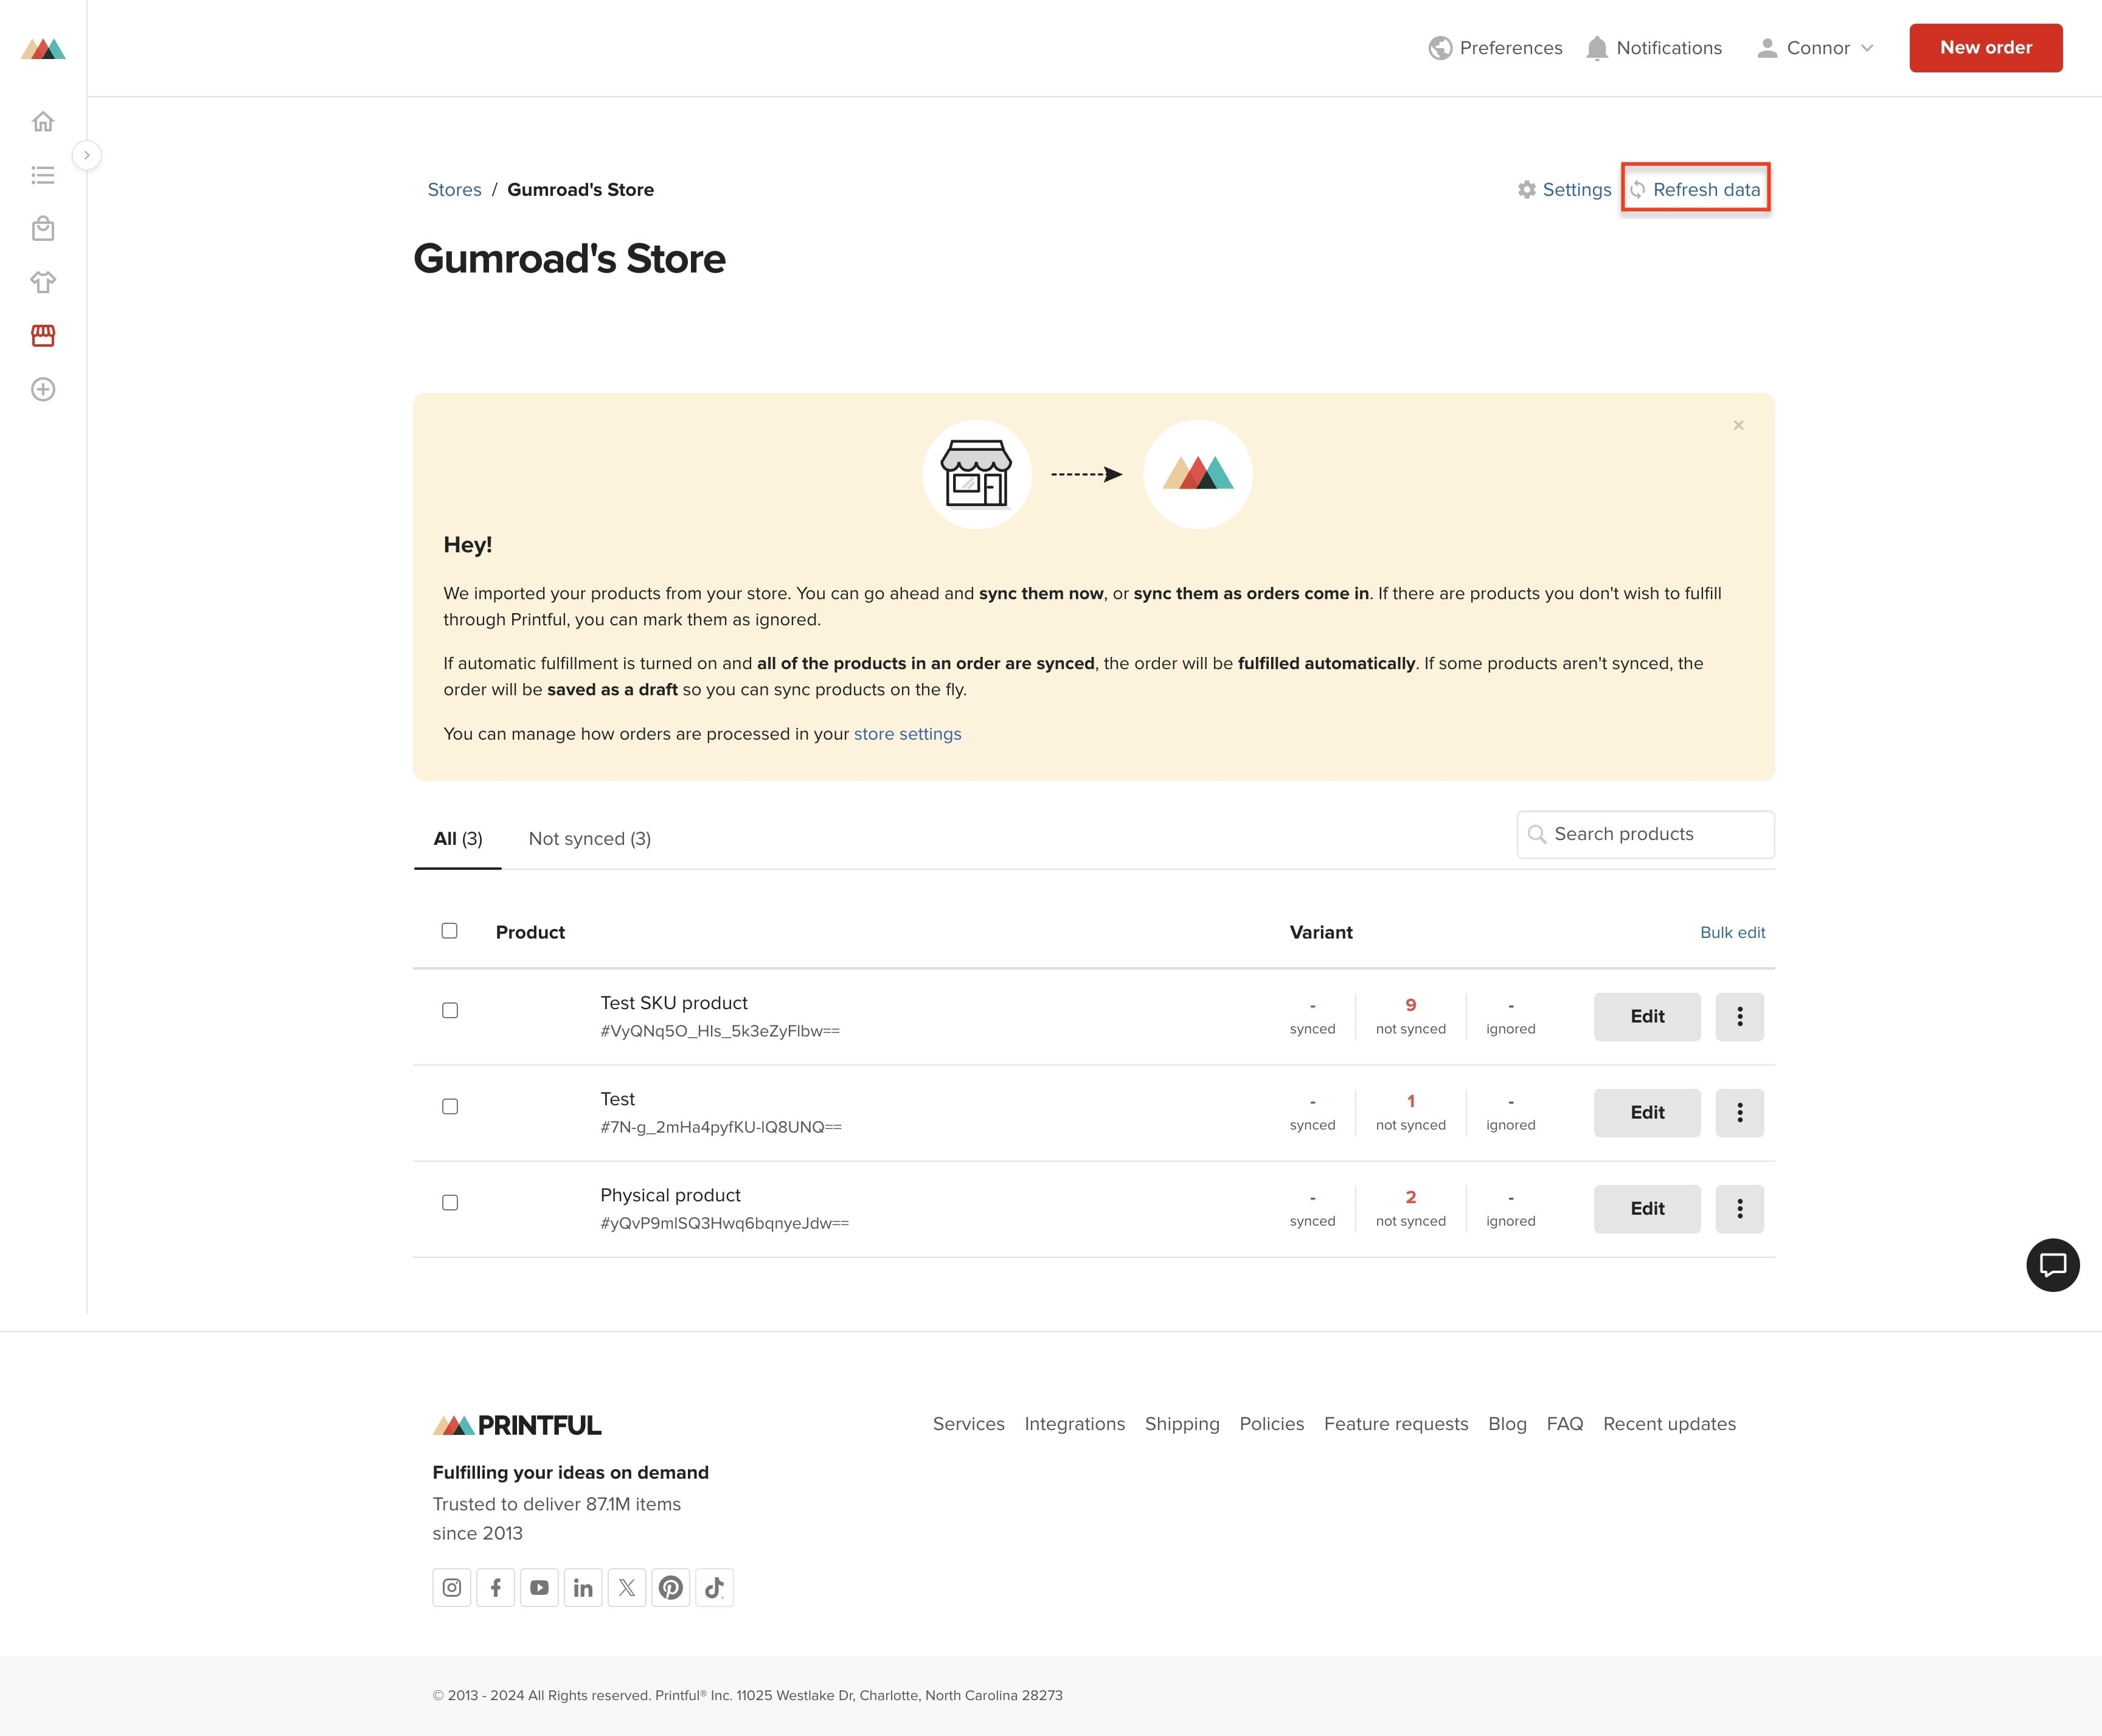 Preferences Notifications Connor New order
Stores / Gumroad's Store
Settings Refresh data
Gumroad's Store
Hey!
We imported your products from your store. You can go ahead and sync them now, or sync them as orders come in. If there are products you don't wish to fulfill
through Printful, you can mark them as ignored.
If automatic fulfillment is turned on and all of the products in an order are synced, the order will be fulfilled automatically. If some products aren't synced, the
order will be saved as a draft so you can sync products on the fly.
You can manage how orders are processed in your store settings
All (3) Not synced (3)
Search products
Product Variant Bulk edit
Test SKU product
#VyQNq5O_HIs_5k3eZyFlbw==
- 9 -
synced not synced ignored
Edit
Test
#7N-g_2mHa4pyfKU-lQ8UNQ==
- 1 -
synced not synced ignored
Edit
Physical product
#yQvP9mlSQ3Hwq6bqnyeJdw==
- 2 -
synced not synced ignored
Edit
PRINTFUL
Services Integrations Shipping Policies Feature requests Blog FAQ Recent updates
Fulfilling your ideas on demand
Trusted to deliver 87.1M items
since 2013
© 2013 - 2024 All Rights reserved. Printful® Inc. 11025 Westlake Dr, Charlotte, North Carolina 28273